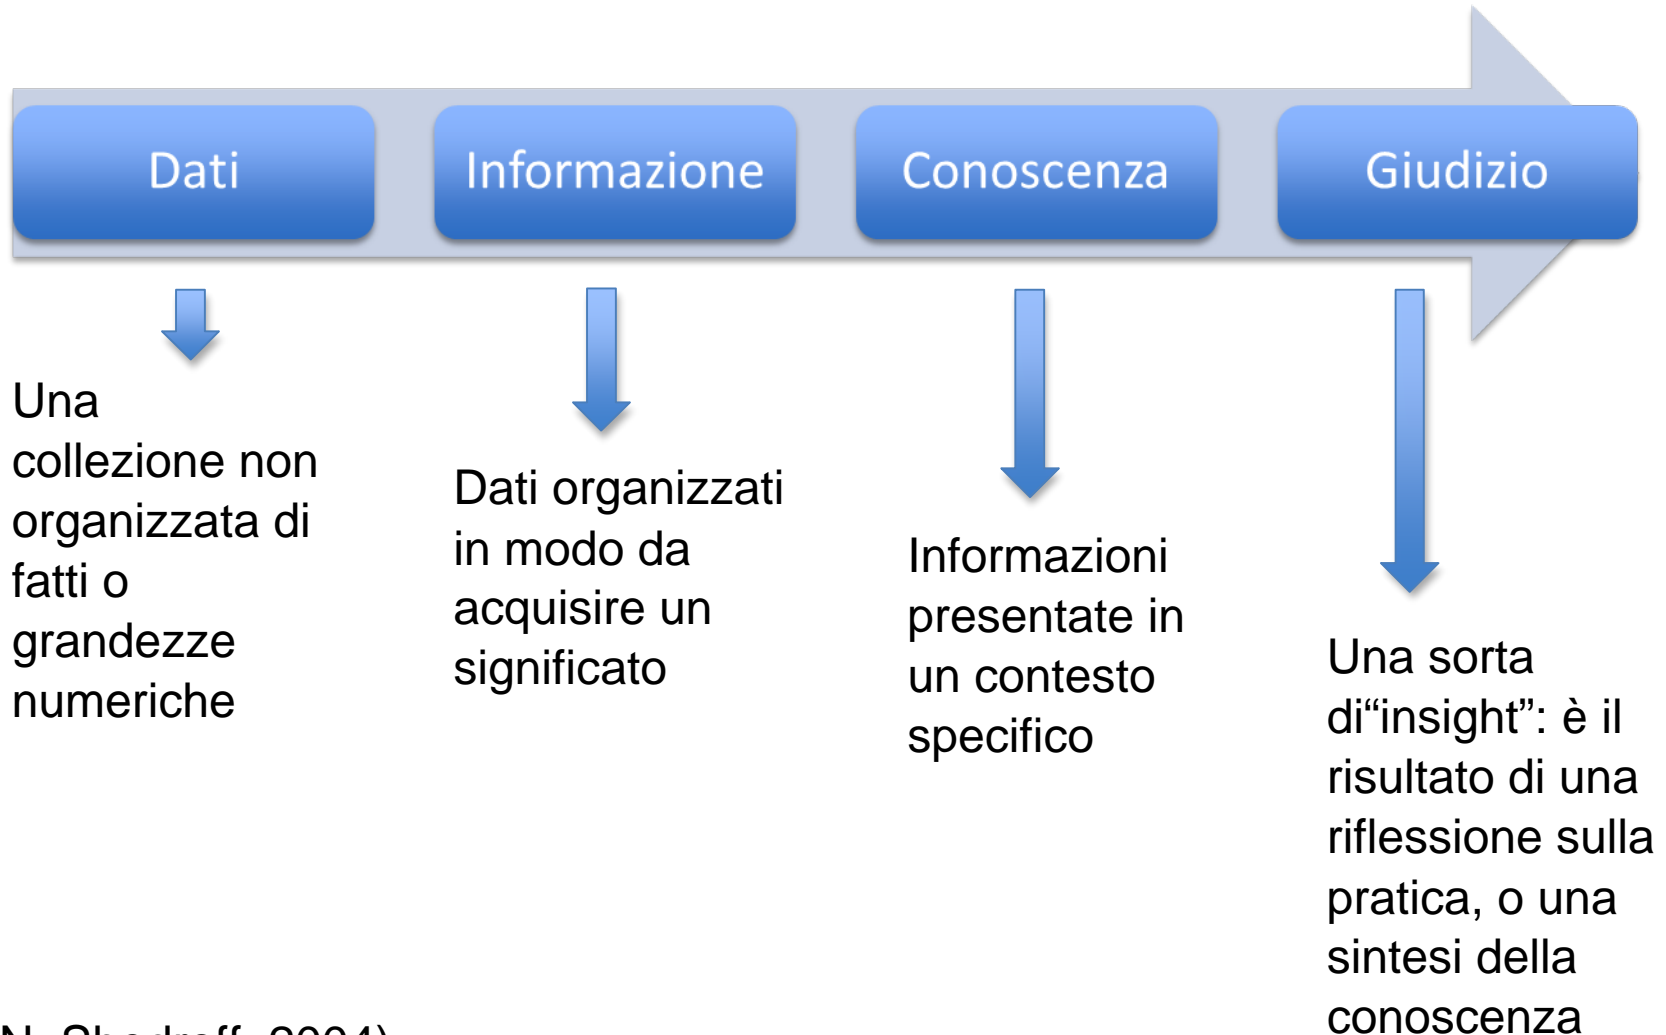 Dati
Informazione
Conoscenza
Giudizio
Una
collezione non
organizzata di
fatti o
grandezze
numeriche
Dati organizzati
in modo da
acquisire un
significato
Informazioni
presentate in
un contesto
specifico
Una sorta
di“insight”: è il
risultato di una
riflessione sulla
pratica, o una
sintesi della
conoscenza
N. 2004)